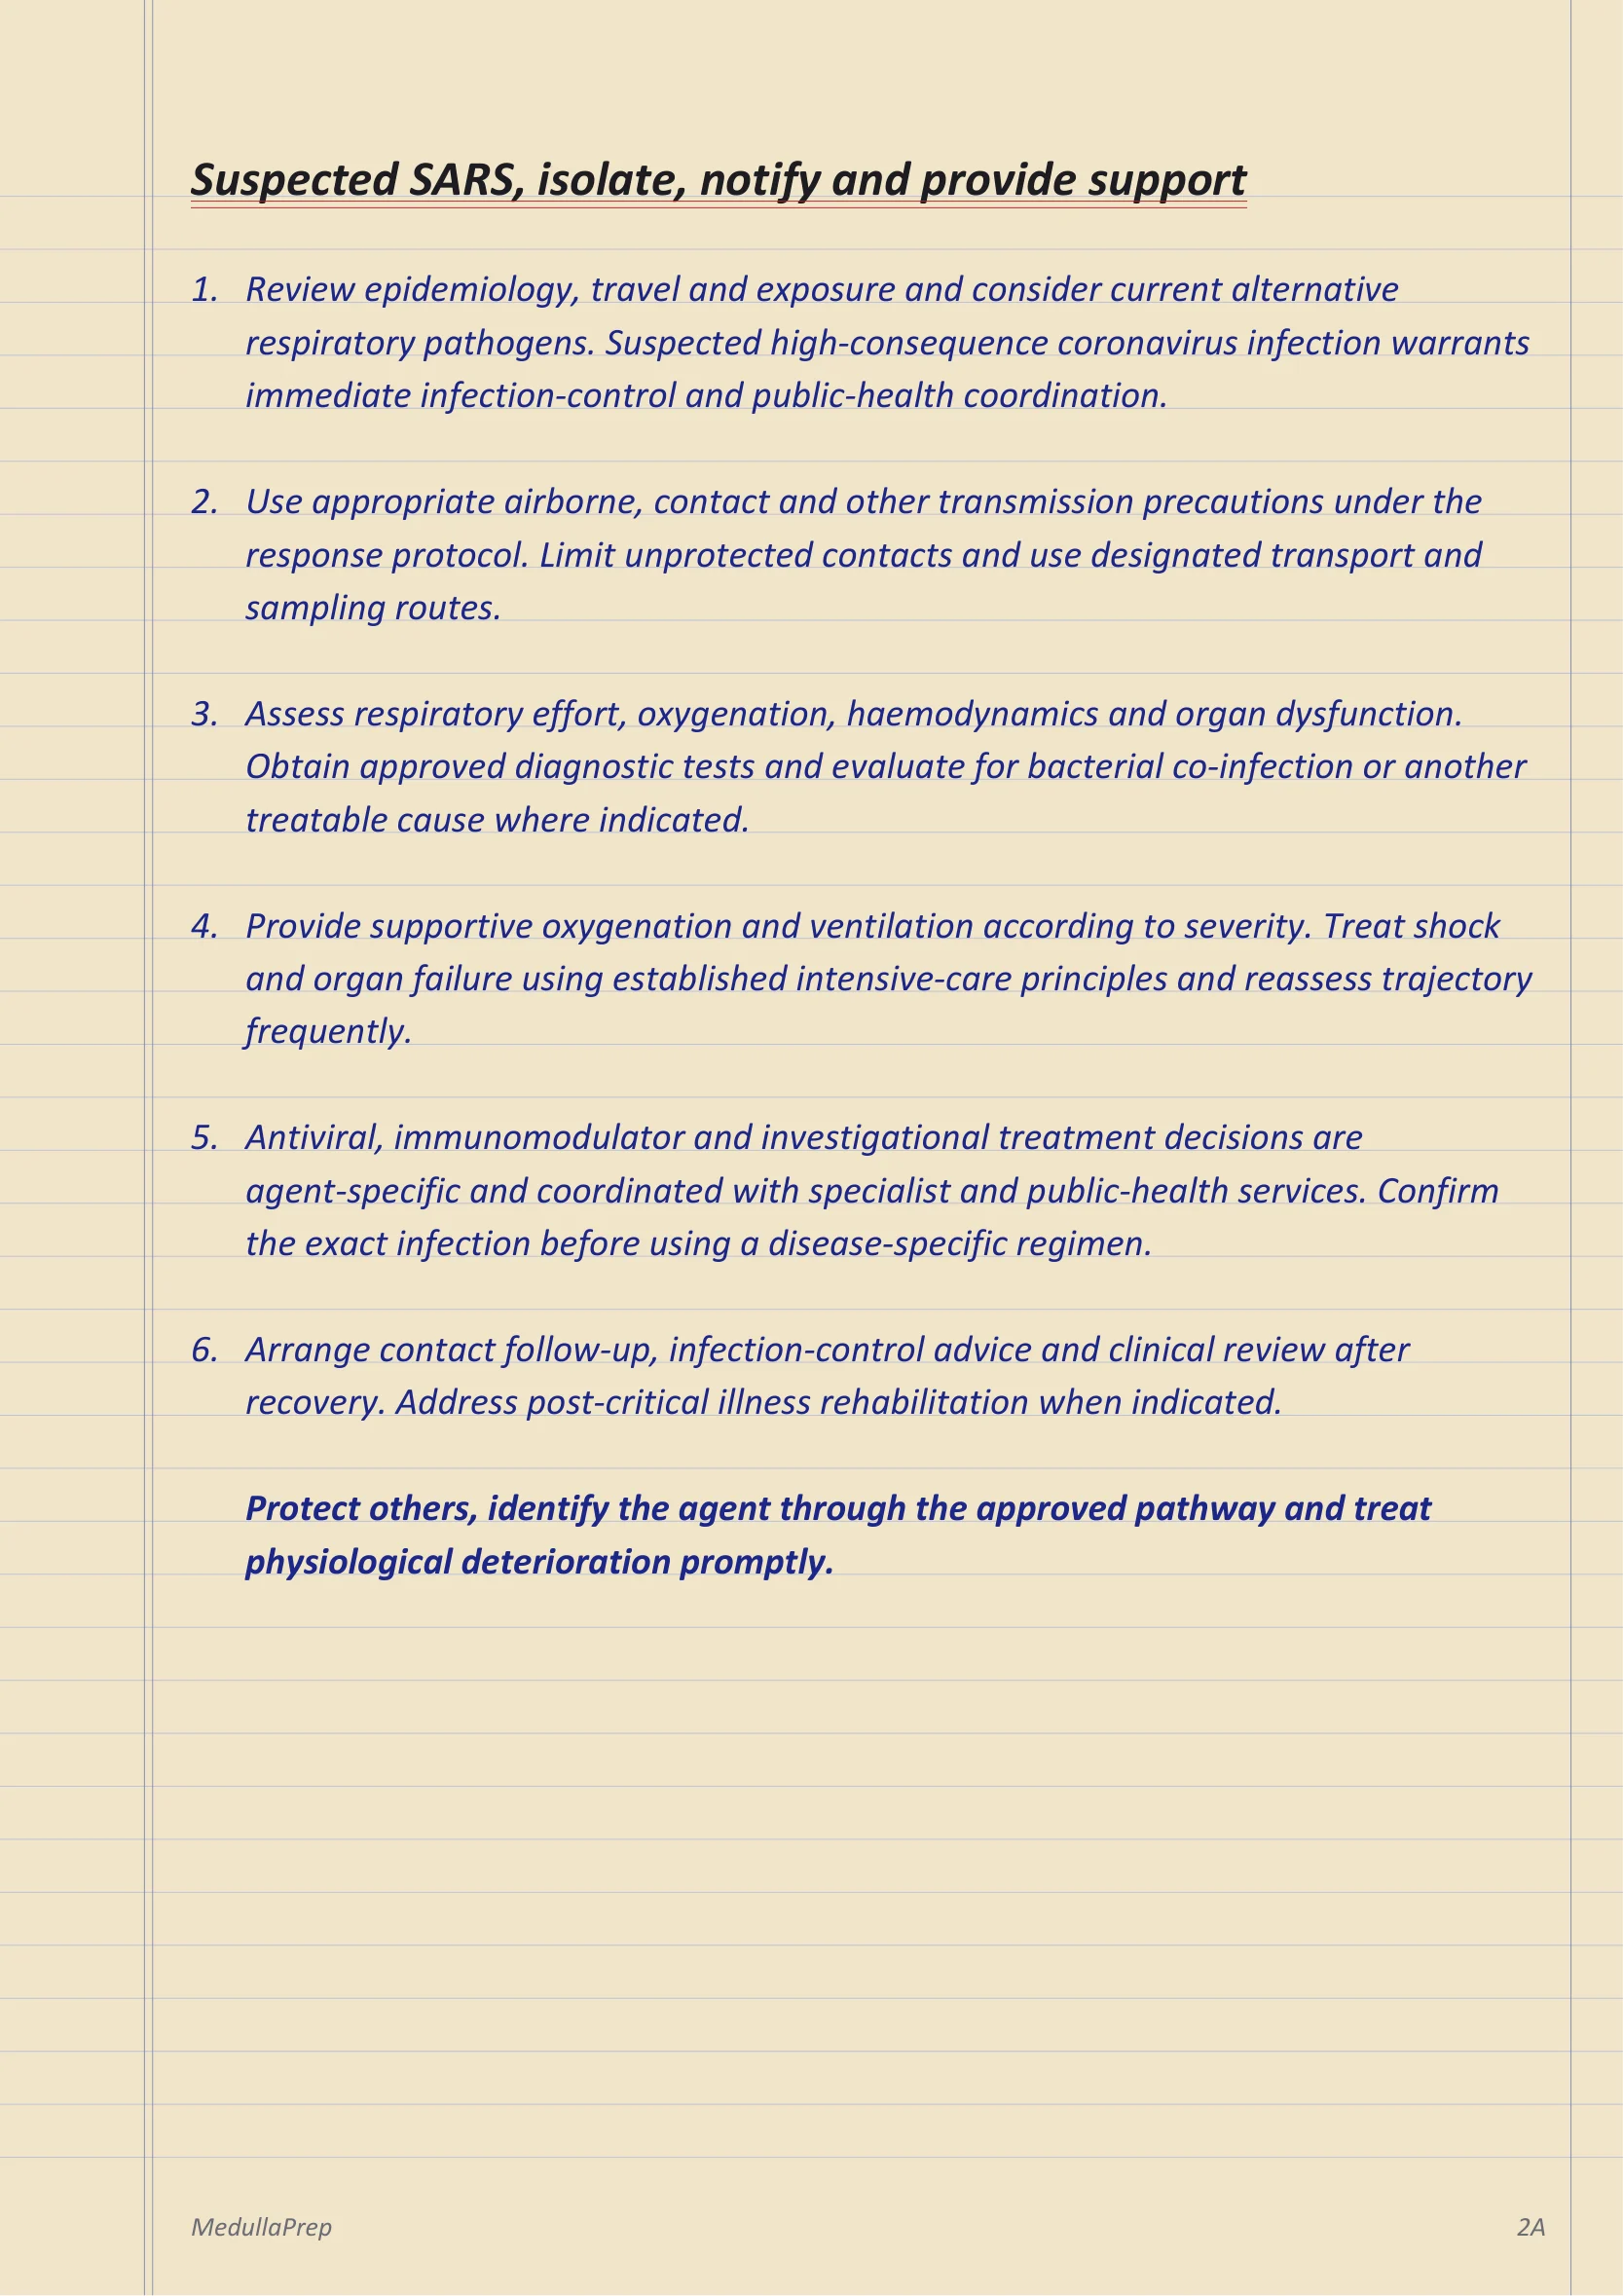 Suspected SARS, isolate, notify and provide support
1. Review epidemiology, travel and exposure and consider current alternative
respiratory pathogens. Suspected high-consequence coronavirus infection warrants
immediate infection-control and public-health coordination.
2. Use appropriate airborne, contact and other transmission precautions under the
response protocol. Limit unprotected contacts and use designated transport and
sampling routes.
3. Assess respiratory effort, oxygenation, haemodynamics and organ dysfunction.
Obtain approved diagnostic tests and evaluate for bacterial co-infection or another
treatable cause where indicated.
4. Provide supportive oxygenation and ventilation according to severity. Treat shock
and organ failure using established intensive-care principles and reassess trajectory
frequently.
5. Antiviral, immunomodulator and investigational treatment decisions are
agent-specific and coordinated with specialist and public-health services. Confirm
the exact infection before using a disease-specific regimen.
6. Arrange contact follow-up, infection-control advice and clinical review after
recovery. Address post-critical illness rehabilitation when indicated.
Protect others, identify the agent through the approved pathway and treat
physiological deterioration promptly.
MedullaPrep
2A